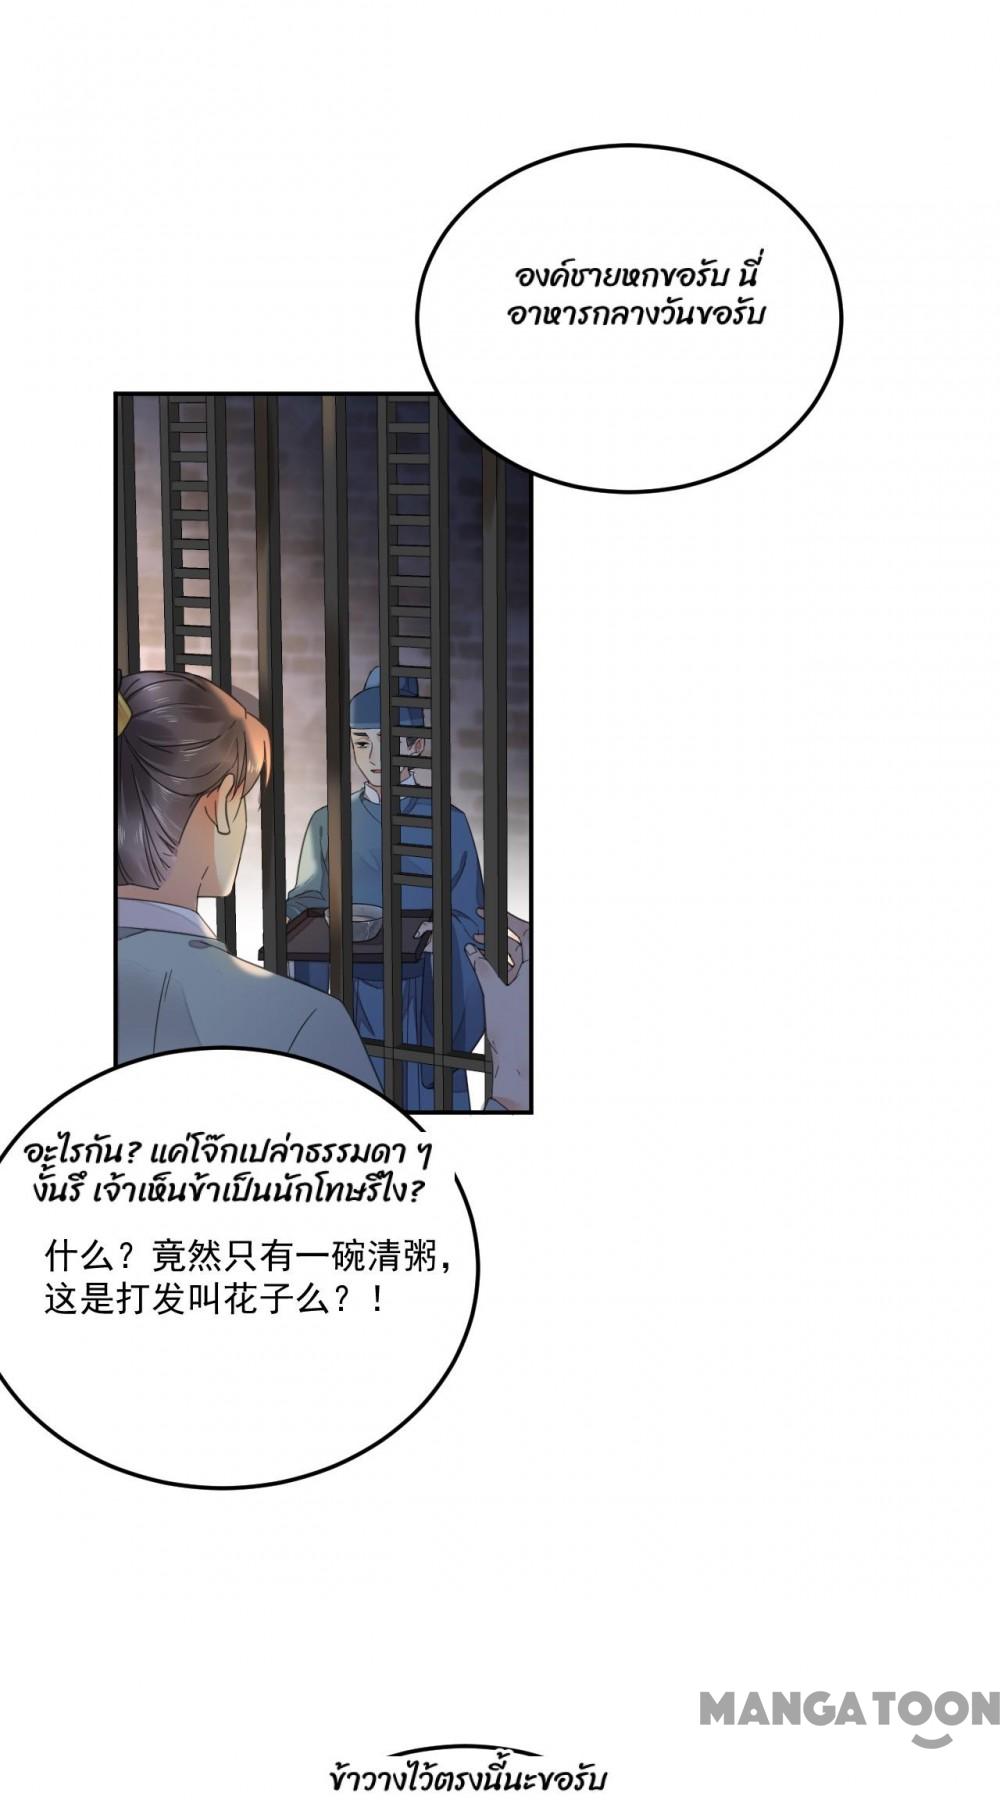 องค์ชายหกขอรับ นี่
อาหารกลางวันขอรับ
อะไรกัน? แค่โจ๊กเปล่าธรรมดา ๆ
งั้นรึ เจ้าเห็นข้าเป็นนักโทษรึไง?
什么？竟然只有一碗清粥，
这是打发叫花子么？！
MANGATOON
ข้าวางไว้ตรงนี้นะขอรับ